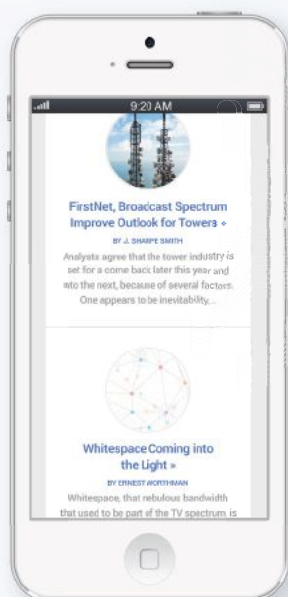 9:20 AM
FirstNet, Broadcast Spectrum
Improve Outlook for Towers »
BY J. SHARPE SMITH
Analysts agree that the tower industry is
set for a come back later this year and
into the next, because of several factors.
One appears to be inevitability...
Whitespace Coming into
the Light »
BY ERNEST WORTHMAN
Whitespace, that nebulous bandwidth
that used to be part of the TV spectrum, is